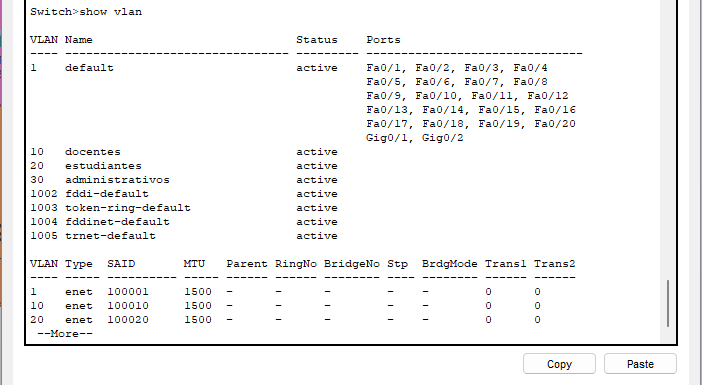 Switch>show vlan
VLAN Name                             Status    Ports
---- -------------------------------- --------- -------------------------------
1    default                          active    Fa0/1, Fa0/2, Fa0/3, Fa0/4
                                                Fa0/5, Fa0/6, Fa0/7, Fa0/8
                                                Fa0/9, Fa0/10, Fa0/11, Fa0/12
                                                Fa0/13, Fa0/14, Fa0/15, Fa0/16
                                                Fa0/17, Fa0/18, Fa0/19, Fa0/20
                                                Gig0/1, Gig0/2
10   docentes                         active
20   estudiantes                      active
30   administrativos                  active
1002 fddi-default                     active
1003 token-ring-default               active
1004 fddinet-default                  active
1005 trnet-default                    active
VLAN Type  SAID       MTU   Parent RingNo BridgeNo Stp  BrdgMode Trans1 Trans2
---- ----- ---------- ----- ------ ------ -------- ---- -------- ------ ------
1    enet  100001     1500  -      -      -        -    -        0      0
10   enet  100010     1500  -      -      -        -    -        0      0
20   enet  100020     1500  -      -      -        -    -        0      0
--More--
Copy Paste